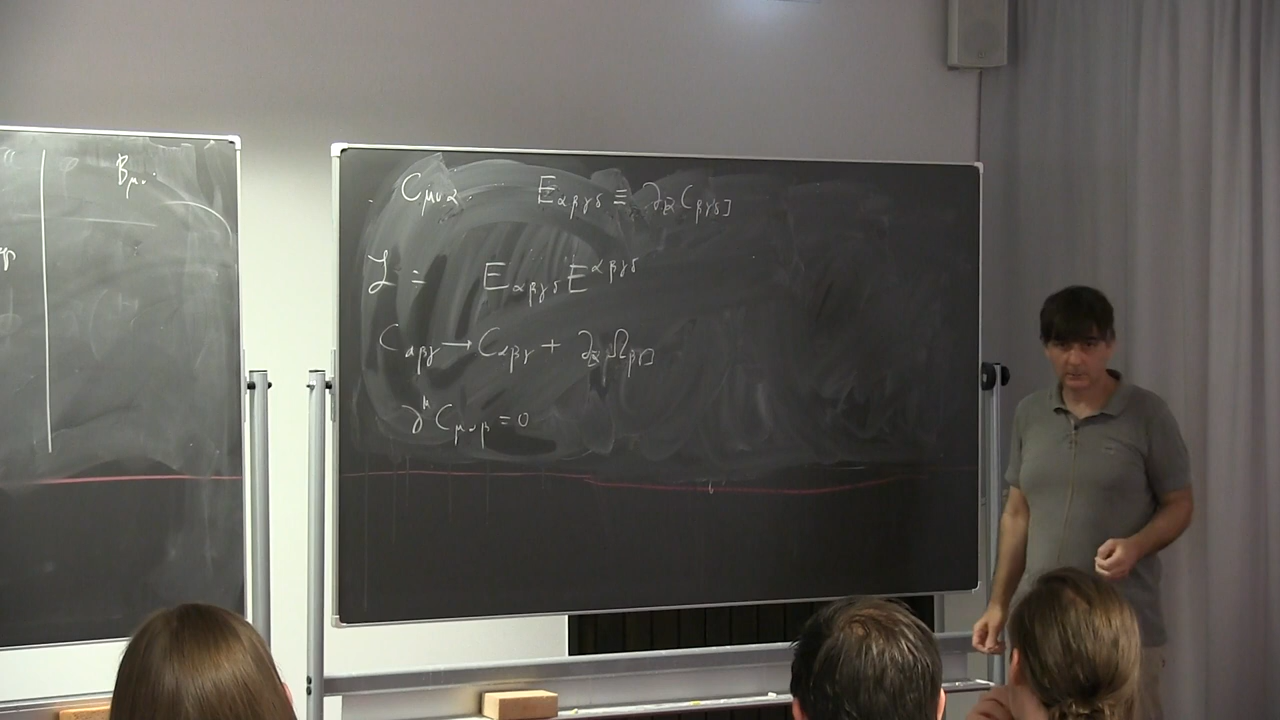 B_{μν}
C_{μνα} E_{αβγδ} ≡ ∂_{[α} C_{βγδ]}
ℒ = E_{αβγδ} E^{αβγδ}
C_{αβγ} → C_{αβγ} + ∂_{[α} Ω_{βγ]}
∂^μ C_{μαβ} = 0